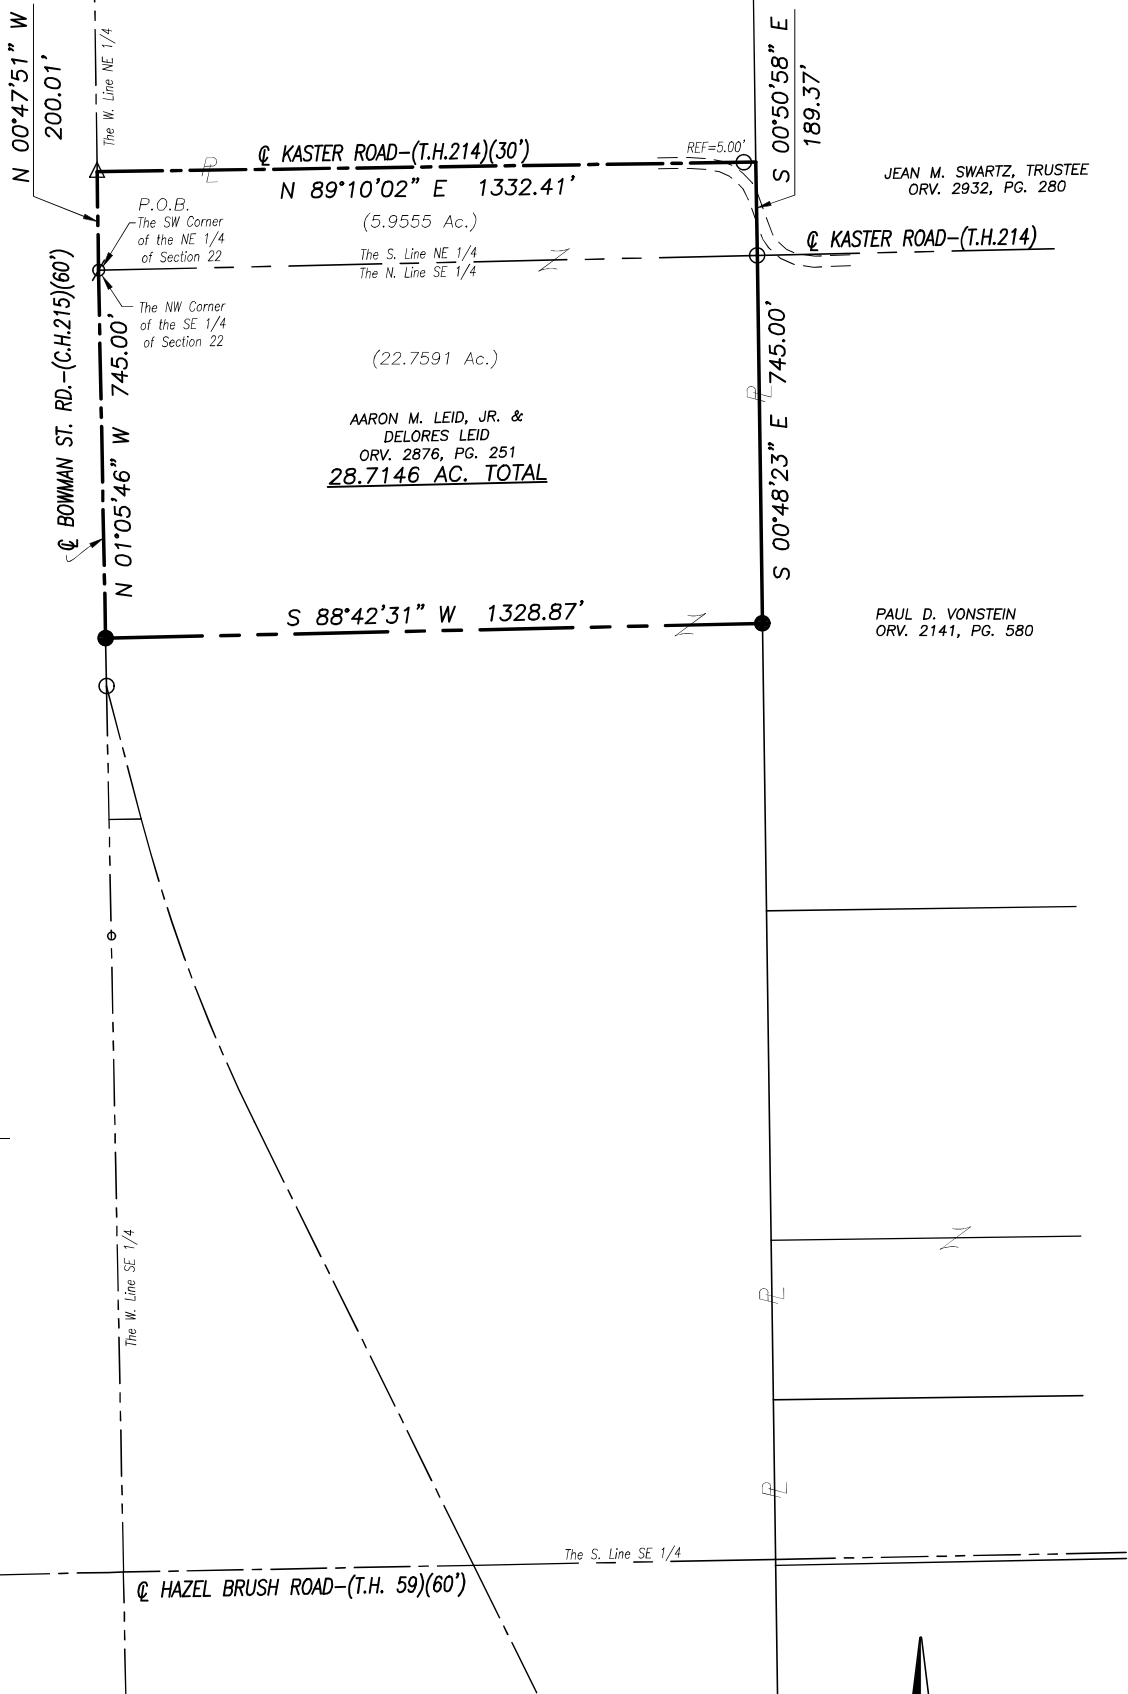 N 00°47'51" W
200.01'
The W. Line NE 1/4
S 00°50'58" E
189.37'
℄ KASTER ROAD-(T.H.214)(30')
REF=5.00'
N 89°10'02" E 1332.41'
JEAN M. SWARTZ, TRUSTEE
ORV. 2932, PG. 280
P.O.B.
The SW Corner
of the NE 1/4
of Section 22
(5.9555 Ac.)
℄ KASTER ROAD-(T.H.214)
The S. Line NE 1/4
The N. Line SE 1/4
The NW Corner
of the SE 1/4
of Section 22
℄ BOWMAN ST. RD.-(C.H.215)(60')
N 01°05'46" W 745.00'
(22.7591 Ac.)
S 00°48'23" E 745.00'
AARON M. LEID, JR. &
DELORES LEID
ORV. 2876, PG. 251
28.7146 AC. TOTAL
S 88°42'31" W 1328.87'
PAUL D. VONSTEIN
ORV. 2141, PG. 580
The W. Line SE 1/4
PL
PL
PL
PL
The S. Line SE 1/4
℄ HAZEL BRUSH ROAD-(T.H. 59)(60')